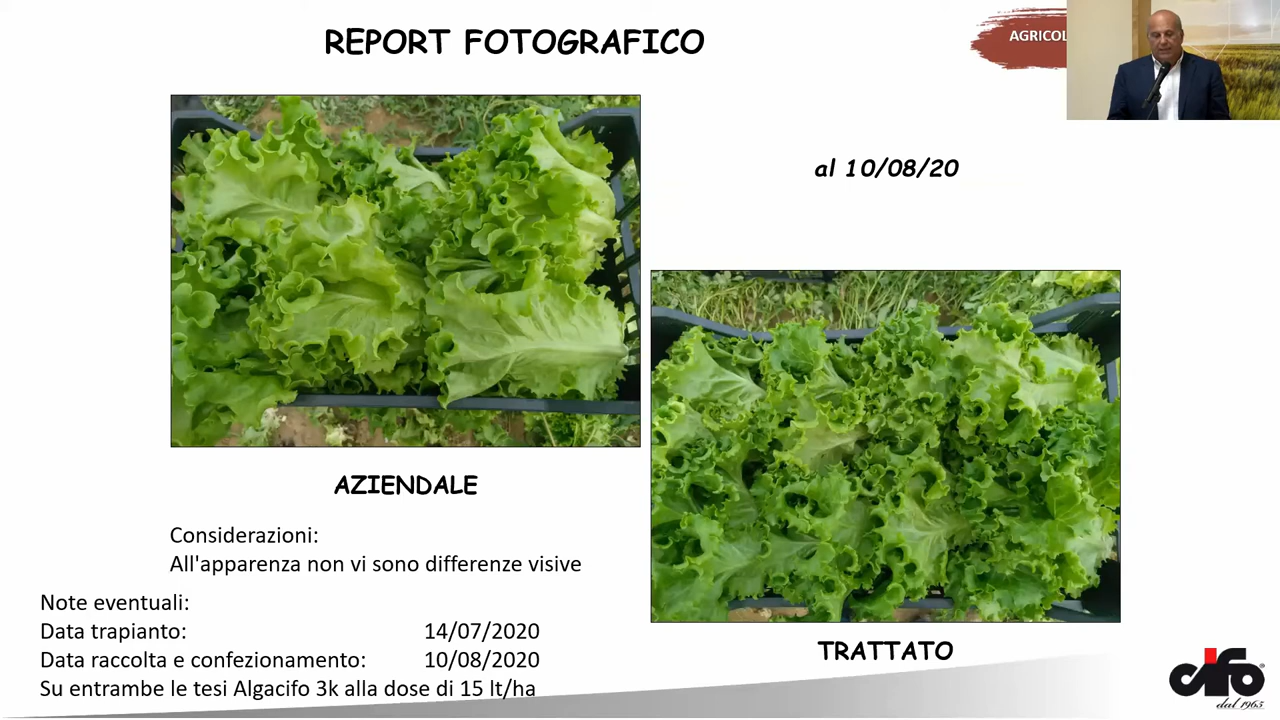 REPORT FOTOGRAFICO
AGRICOL
al 10/08/20
AZIENDALE
Considerazioni:
All'apparenza non vi sono differenze visive
Note eventuali:
Data trapianto: 14/07/2020
Data raccolta e confezionamento: 10/08/2020
Su entrambe le tesi Algacifo 3k alla dose di 15 lt/ha
TRATTATO
cifo®
dal 1965